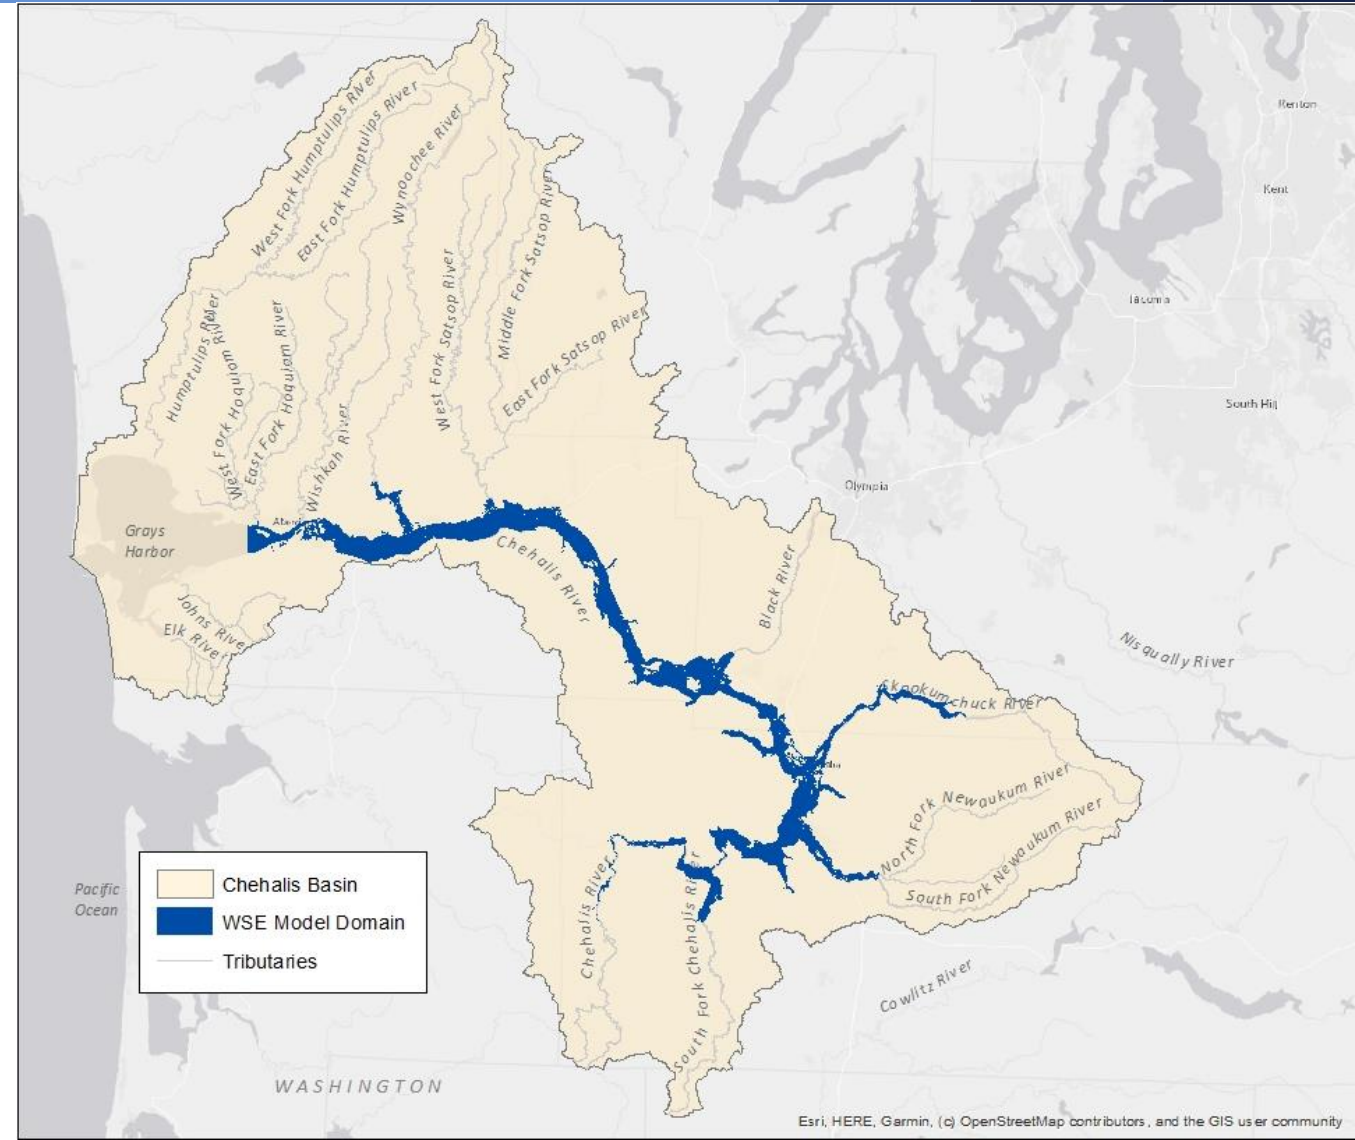 Renton
Kent
Tacoma
South Hill
Olympia
West Fork Humptulips River
East Fork Humptulips River
Wynoochee River
West Fork Satsop River
Middle Fork Satsop River
East Fork Satsop River
Humptulips River
West Fork Hoquiam River
East Fork Hoquiam River
Wishkah River
Grays
Harbor
Chehalis River
Johns River
Elk River
Black River
Nisqually River
Skookumchuck River
North Fork Newaukum River
South Fork Newaukum River
Chehalis River
South Fork Chehalis River
Cowlitz River
Pacific
Ocean
Chehalis Basin
WSE Model Domain
Tributaries
WASHINGTON
Esri, HERE, Garmin, (c) OpenStreetMap contributors, and the GIS user community